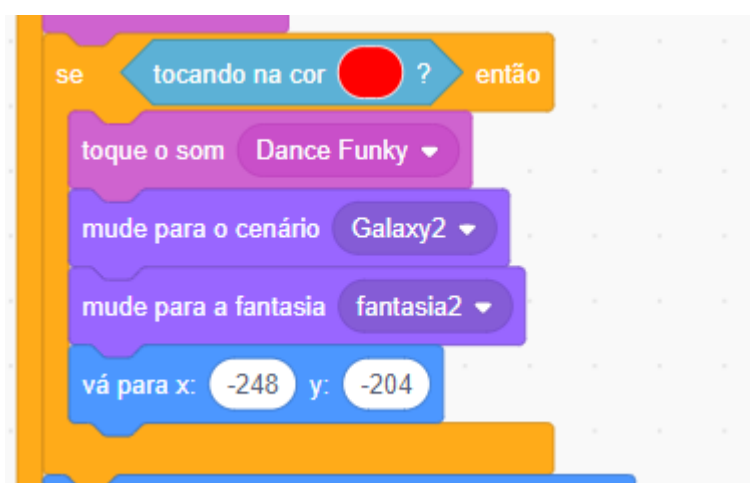 se tocando na cor ? então
toque o som Dance Funky
mude para o cenário Galaxy2
mude para a fantasia fantasia2
vá para x: -248 y: -204